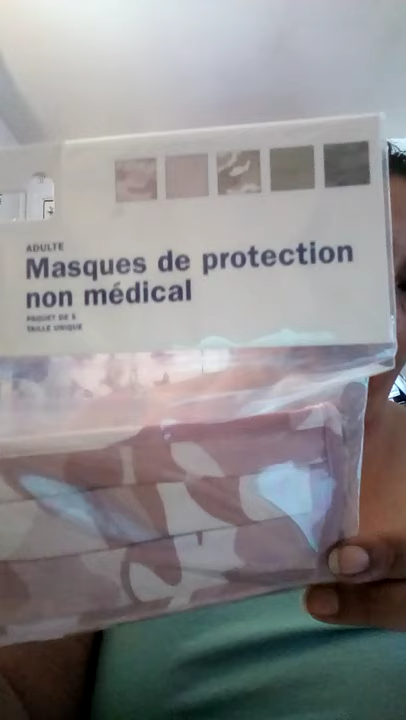 ADULTE
Masques de protection
non médical
PAQUET DE 5
TAILLE UNIQUE